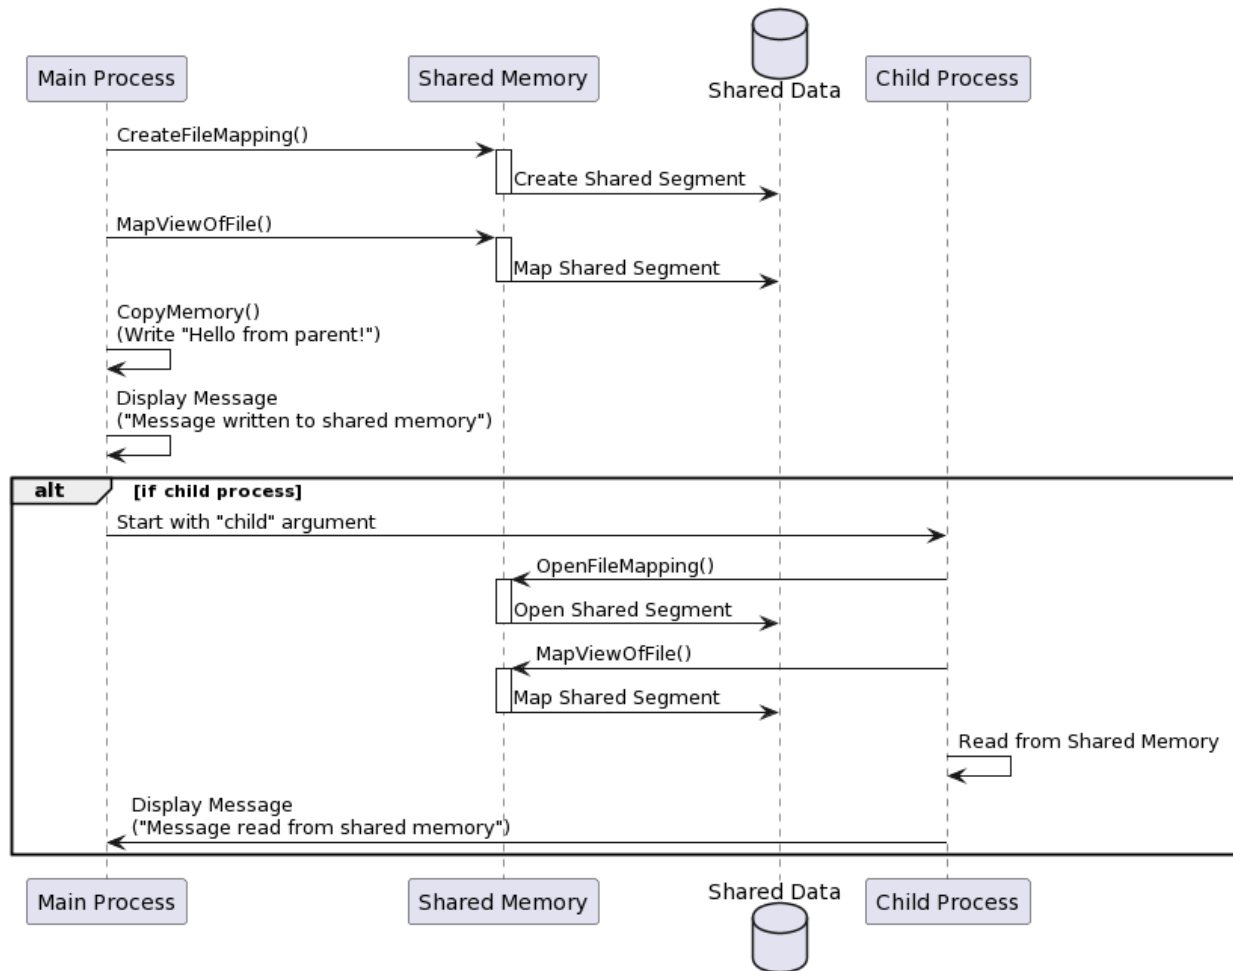 Main Process
Shared Memory
Shared Data
Child Process
CreateFileMapping()
Create Shared Segment
MapViewOfFile()
Map Shared Segment
CopyMemory()
(Write "Hello from parent!")
Display Message
("Message written to shared memory")
alt [if child process]
Start with "child" argument
OpenFileMapping()
Open Shared Segment
MapViewOfFile()
Map Shared Segment
Read from Shared Memory
Display Message
("Message read from shared memory")
Main Process
Shared Memory
Shared Data
Child Process